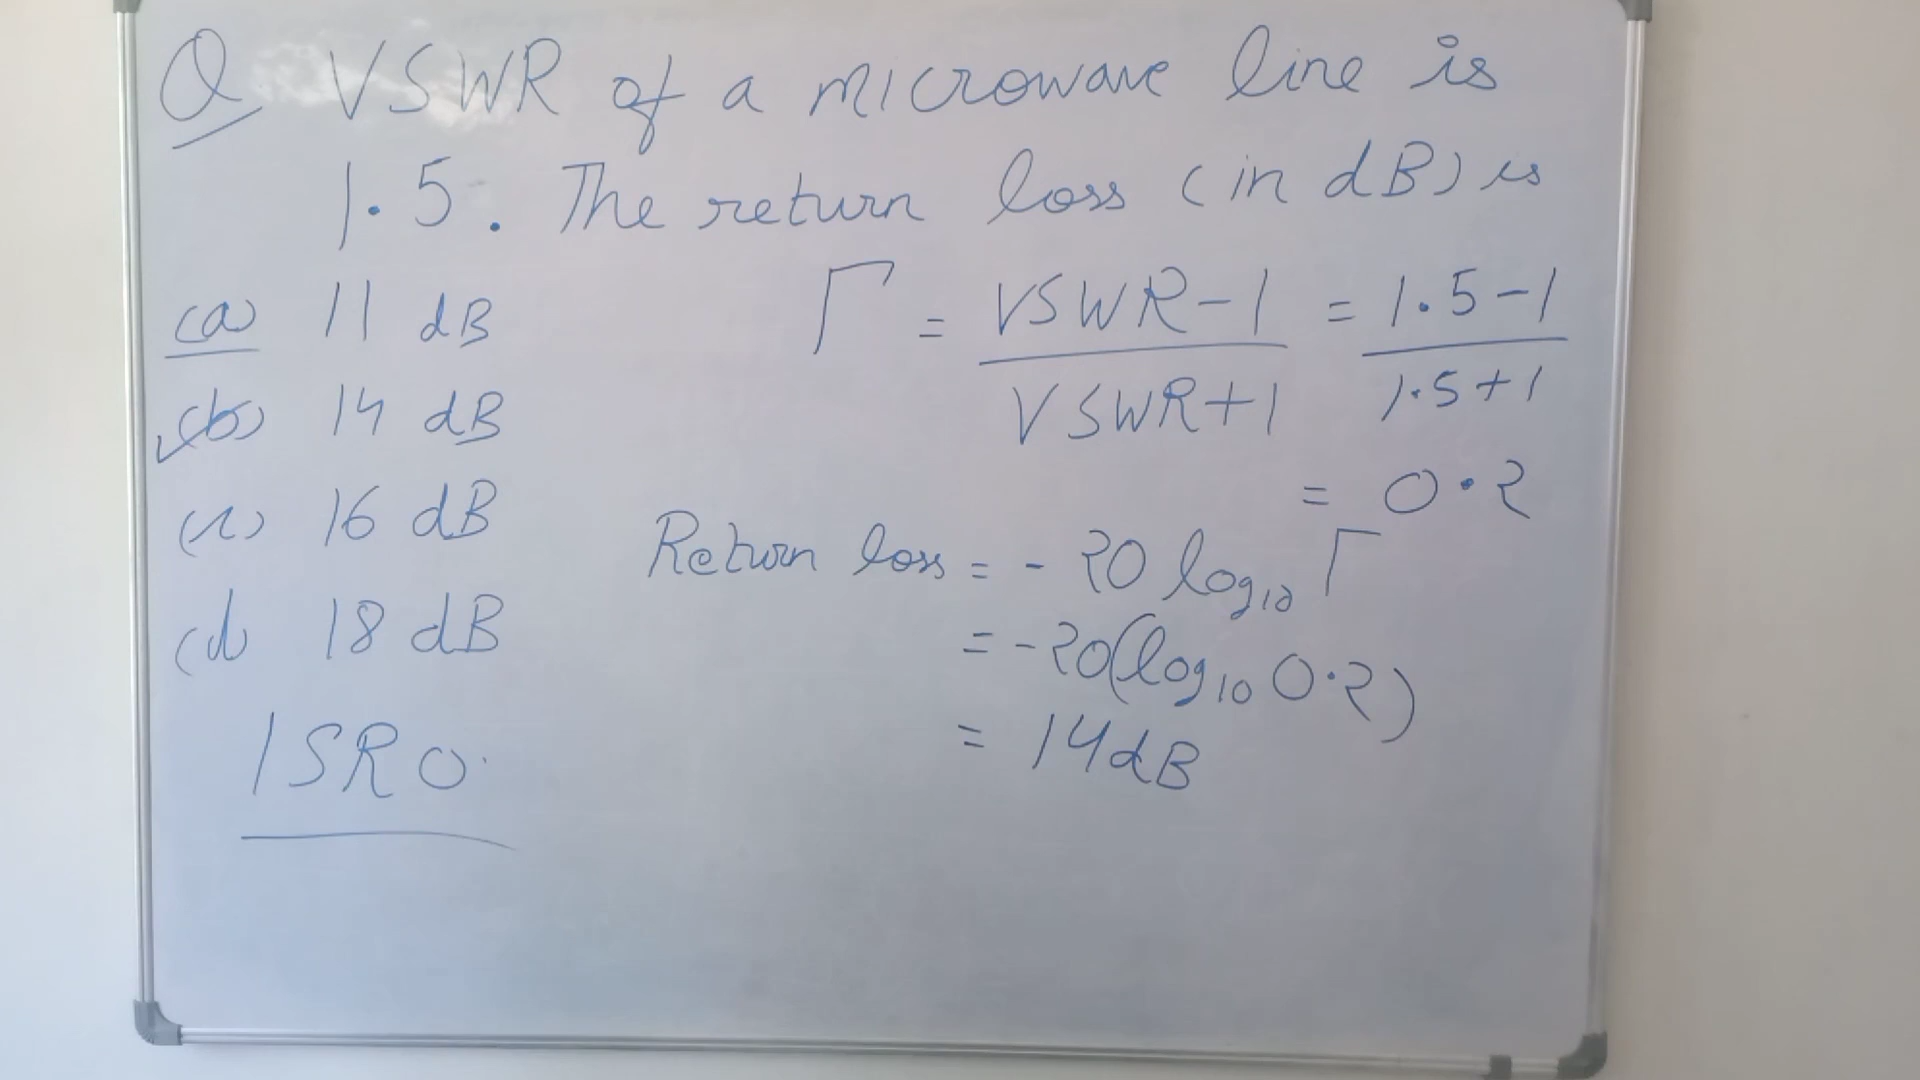 Q VSWR of a microwave line is
1.5. The return loss (in dB) is
(a) 11 dB
(b) 14 dB
(c) 16 dB
(d) 18 dB
ISRO.
Γ = VSWR-1 / VSWR+1 = 1.5-1 / 1.5+1
= 0.2
Return loss = - 20 log10 Γ
= -20(log10 0.2)
= 14dB